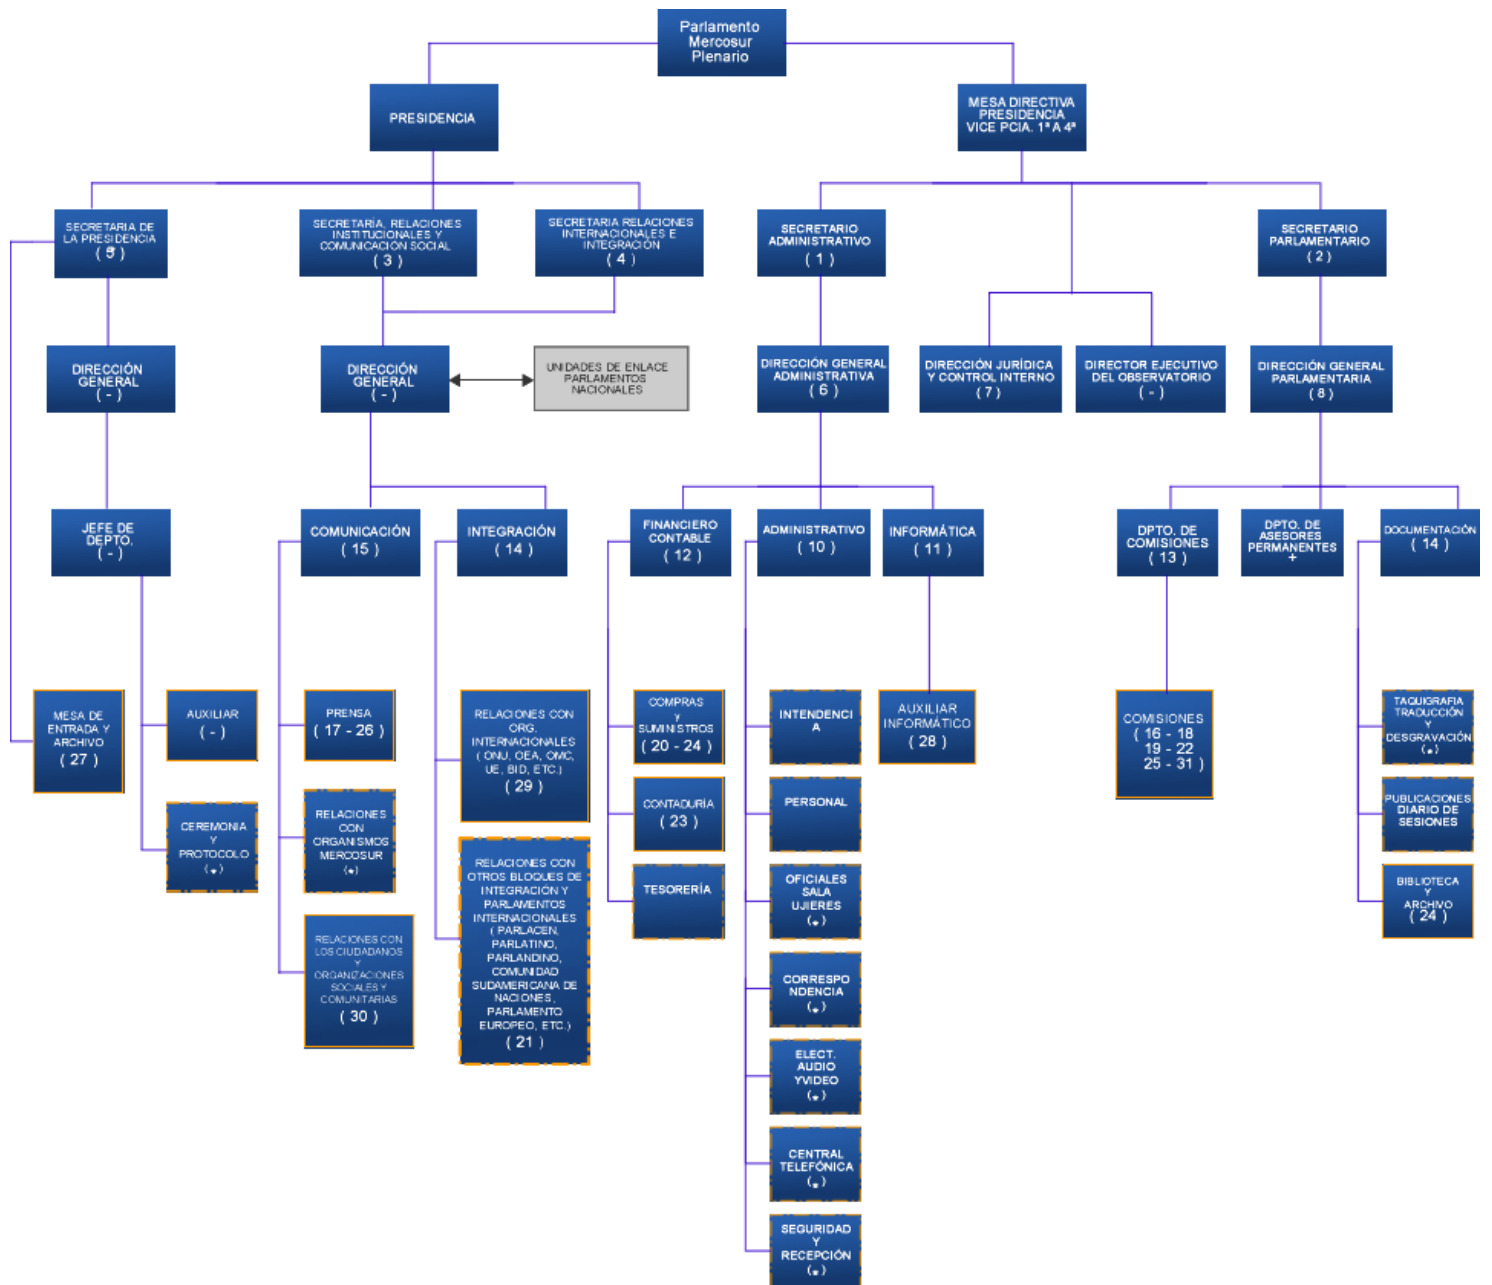 Parlamento
Mercosur
Plenario
PRESIDENCIA
MESA DIRECTIVA
PRESIDENCIA
VICE PCIA. 1ª A 4ª
SECRETARIA DE
LA PRESIDENCIA
( 5 )
SECRETARÍA, RELACIONES
INSTITUCIONALES Y
COMUNICACIÓN SOCIAL
( 3 )
SECRETARIA RELACIONES
INTERNACIONALES E
INTEGRACIÓN
( 4 )
SECRETARIO
ADMINISTRATIVO
( 1 )
SECRETARIO
PARLAMENTARIO
( 2 )
DIRECCIÓN
GENERAL
( - )
DIRECCIÓN
GENERAL
( - )
UNIDADES DE ENLACE
PARLAMENTOS
NACIONALES
DIRECCIÓN GENERAL
ADMINISTRATIVA
( 6 )
DIRECCIÓN JURÍDICA
Y CONTROL INTERNO
( 7 )
DIRECTOR EJECUTIVO
DEL OBSERVATORIO
( - )
DIRECCIÓN GENERAL
PARLAMENTARIA
( 8 )
JEFE DE
DEPTO.
( - )
COMUNICACIÓN
( 15 )
INTEGRACIÓN
( 14 )
FINANCIERO
CONTABLE
( 12 )
ADMINISTRATIVO
( 10 )
INFORMÁTICA
( 11 )
DPTO. DE
COMISIONES
( 13 )
DPTO. DE
ASESORES
PERMANENTES
+
DOCUMENTACIÓN
( 14 )
MESA DE
ENTRADA Y
ARCHIVO
( 27 )
AUXILIAR
( - )
PRENSA
( 17 - 26 )
RELACIONES CON
ORG.
INTERNACIONALES
( ONU, OEA, OMC,
UE, BID, ETC.)
( 29 )
COMPRAS
y
SUMINISTROS
( 20 - 24 )
INTENDENCI
A
AUXILIAR
INFORMÁTICO
( 28 )
COMISIONES
( 16 - 18
19 - 22
25 - 31 )
TAQUIGRAFIA
TRADUCCIÓN
Y
DESGRAVACIÓN
(*)
CEREMONIA
Y
PROTOCOLO
(*)
RELACIONES
CON
ORGANISMOS
MERCOSUR
(*)
CONTADURÍA
( 23 )
PERSONAL
PUBLICACIONES
DIARIO DE
SESIONES
RELACIONES CON
OTROS BLOQUES DE
INTEGRACIÓN Y
PARLAMENTOS
INTERNACIONALES
( PARLACEN,
PARLATINO,
PARLANDINO,
COMUNIDAD
SUDAMERICANA DE
NACIONES,
PARLAMENTO
EUROPEO, ETC.)
( 21 )
TESORERÍA
OFICIALES
SALA
UJIERES
(*)
BIBLIOTECA
Y
ARCHIVO
( 24 )
RELACIONES CON
LOS CIUDADANOS
Y
ORGANIZACIONES
SOCIALES Y
COMUNITARIAS
( 30 )
CORRESPO
NDENCIA
(*)
ELECT.
AUDIO
YVIDEO
(*)
CENTRAL
TELEFÓNICA
(*)
SEGURIDAD
Y
RECEPCIÓN
(*)